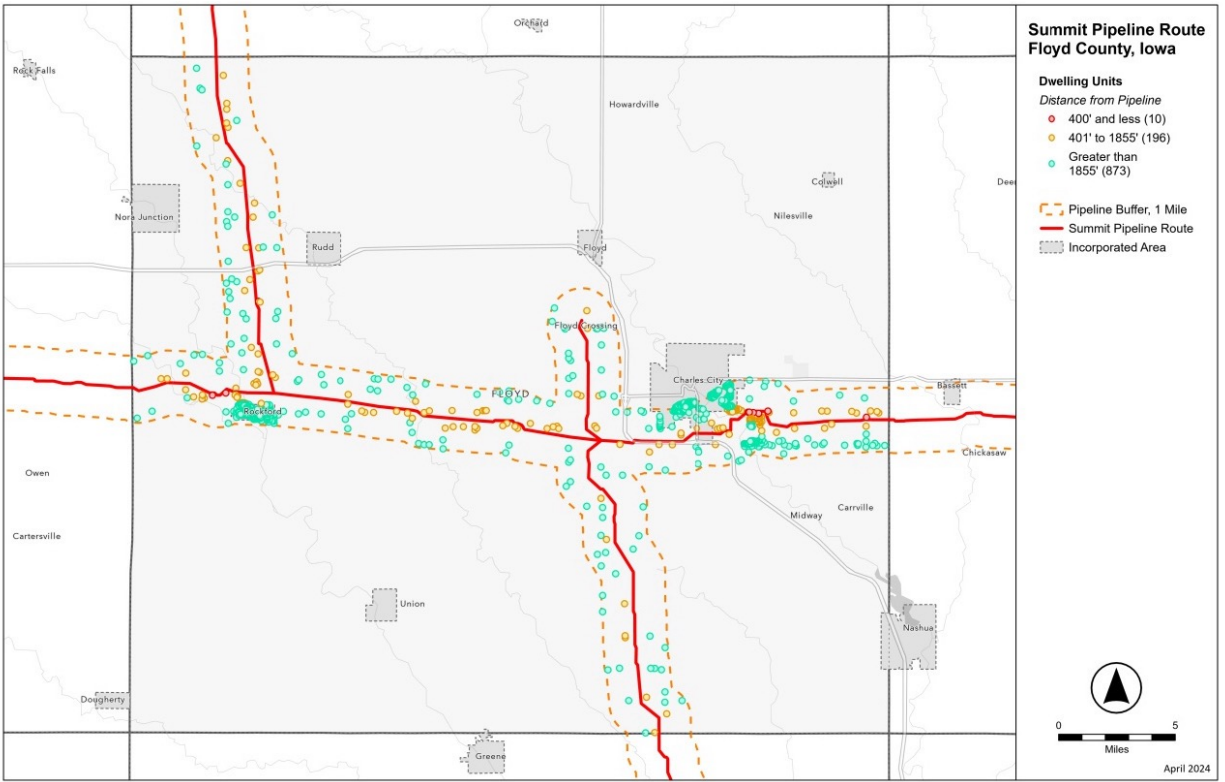 Summit Pipeline Route
Floyd County, Iowa
Dwelling Units
Distance from Pipeline
400' and less (10)
401' to 1855' (196)
Greater than
1855' (873)
Pipeline Buffer, 1 Mile
Summit Pipeline Route
Incorporated Area
Orchard
Rock Falls
Howardville
Colwell
Deer
Nora Junction
Nilesville
Rudd
Floyd
Floyd Crossing
Charles City
Bassett
FLOYD
Rockford
Chickasaw
Owen
Midway
Carrville
Cartersville
Union
Nashua
Dougherty
Greene
0 5
Miles
April 2024